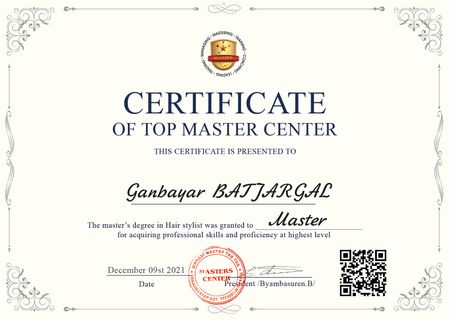 MASTER
CERTIFICATE
OF TOP MASTER CENTER
THIS CERTIFICATE IS PRESENTED TO
Ganbayar BATJARGAL
The master's degree in Hair stylist was granted to Master
for acquiring professional skills and proficiency at highest level
December 09st 2021
Date
MASTERS
CENTER
President /Byambasuren.B/